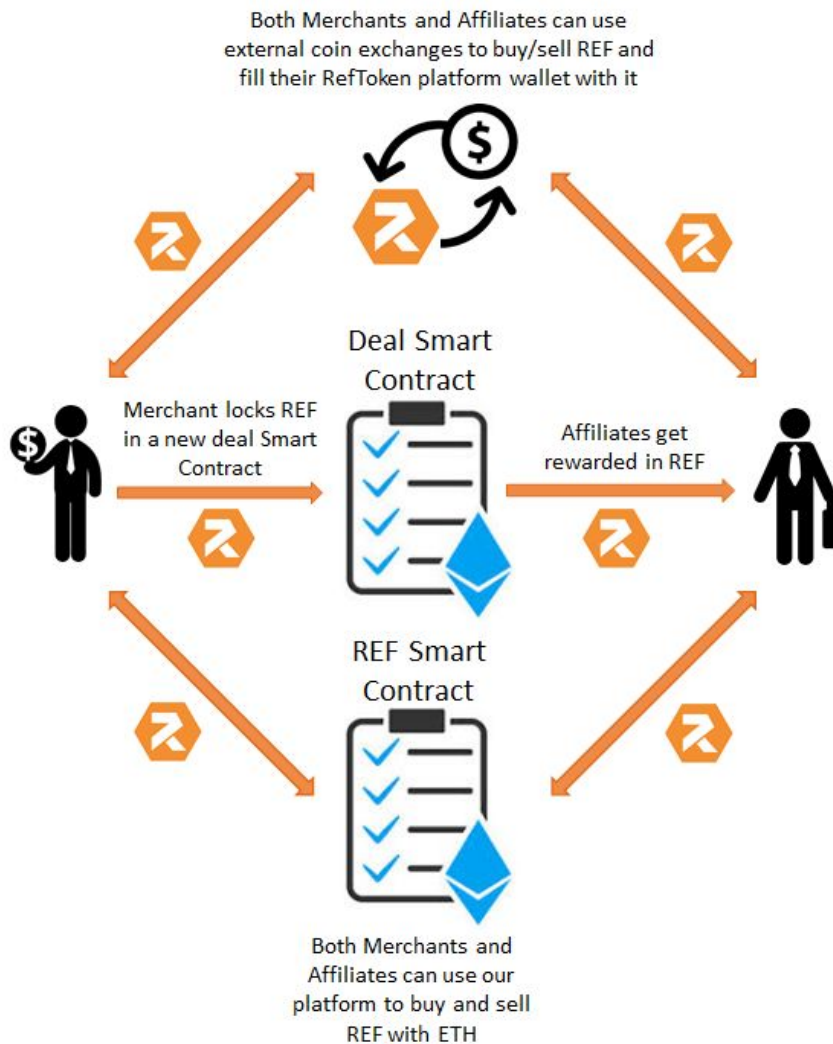 Both Merchants and Affiliates can use
external coin exchanges to buy/sell REF and
fill their RefToken platform wallet with it
$
Deal Smart
Contract
$
Merchant locks REF
in a new deal Smart
Contract
Affiliates get
rewarded in REF
REF Smart
Contract
Both Merchants and
Affiliates can use our
platform to buy and sell
REF with ETH